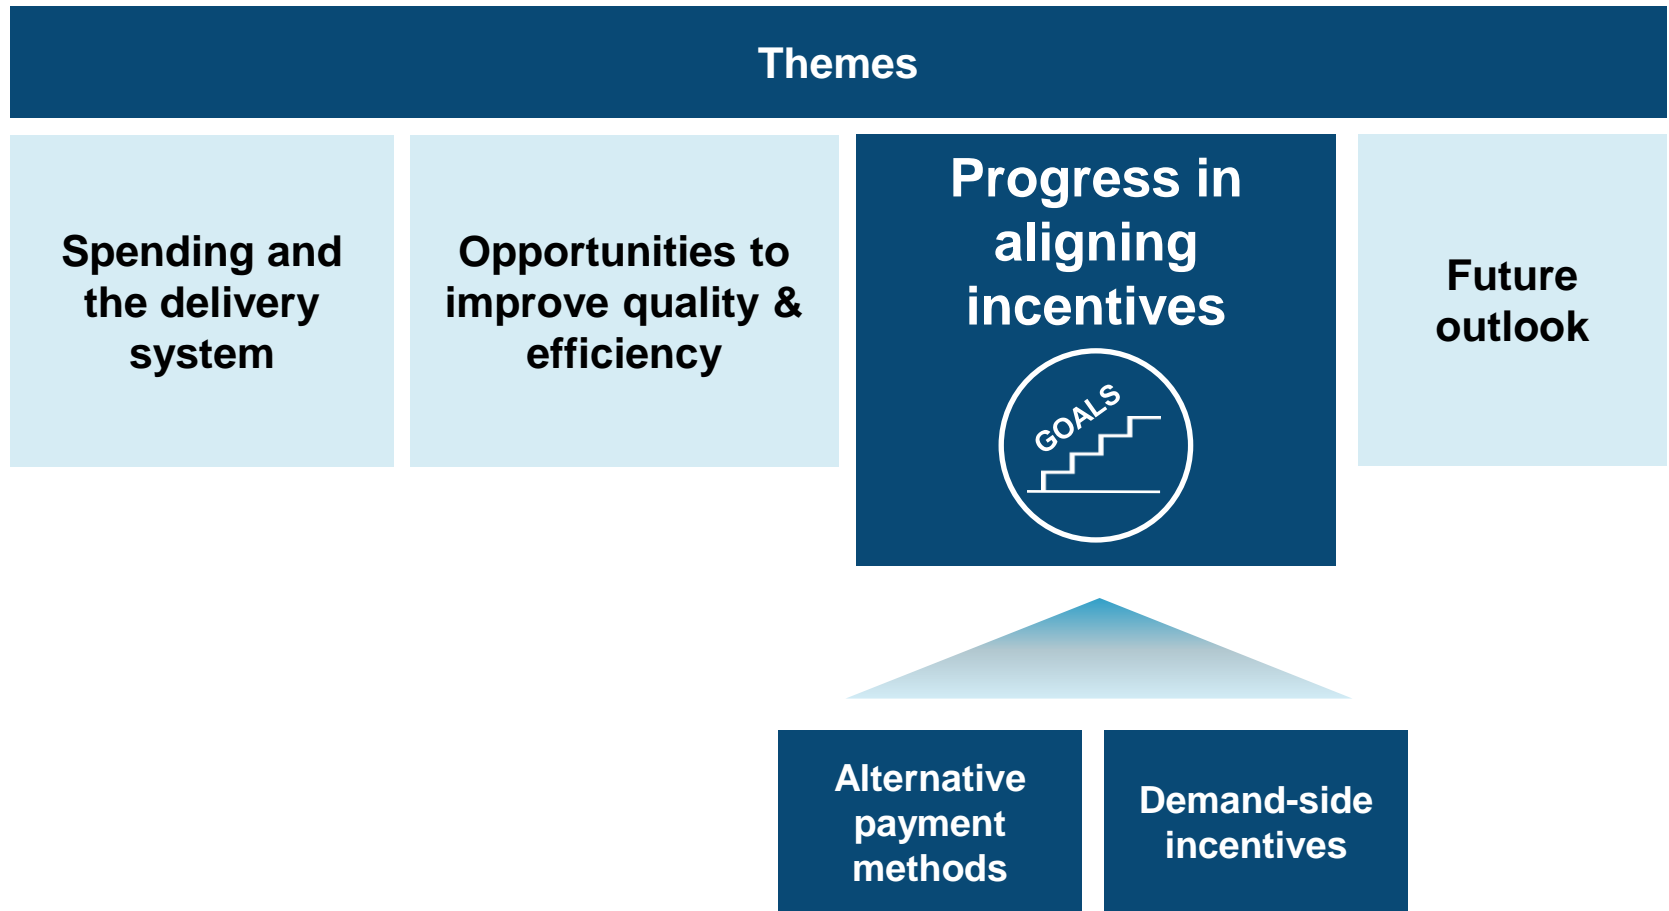 Themes
Spending and
the delivery
system
Opportunities to
improve quality &
efficiency
Progress in
aligning
incentives
GOALS
Future
outlook
Alternative
payment
methods
Demand-side
incentives